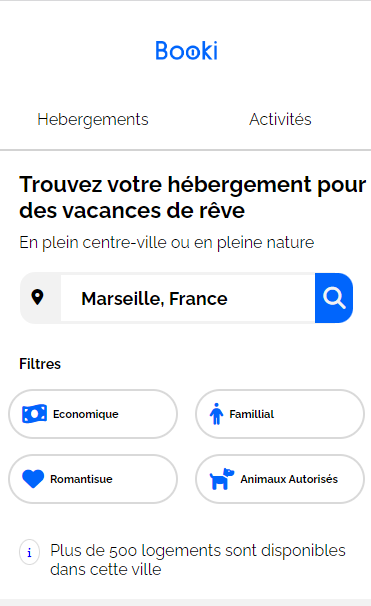 Booki
Hebergements
Activités
Trouvez votre hébergement pour
des vacances de rêve
En plein centre-ville ou en pleine nature
Marseille, France
Filtres
Economique
Famillial
Romantisue
Animaux Autorisés
i
Plus de 500 logements sont disponibles
dans cette ville